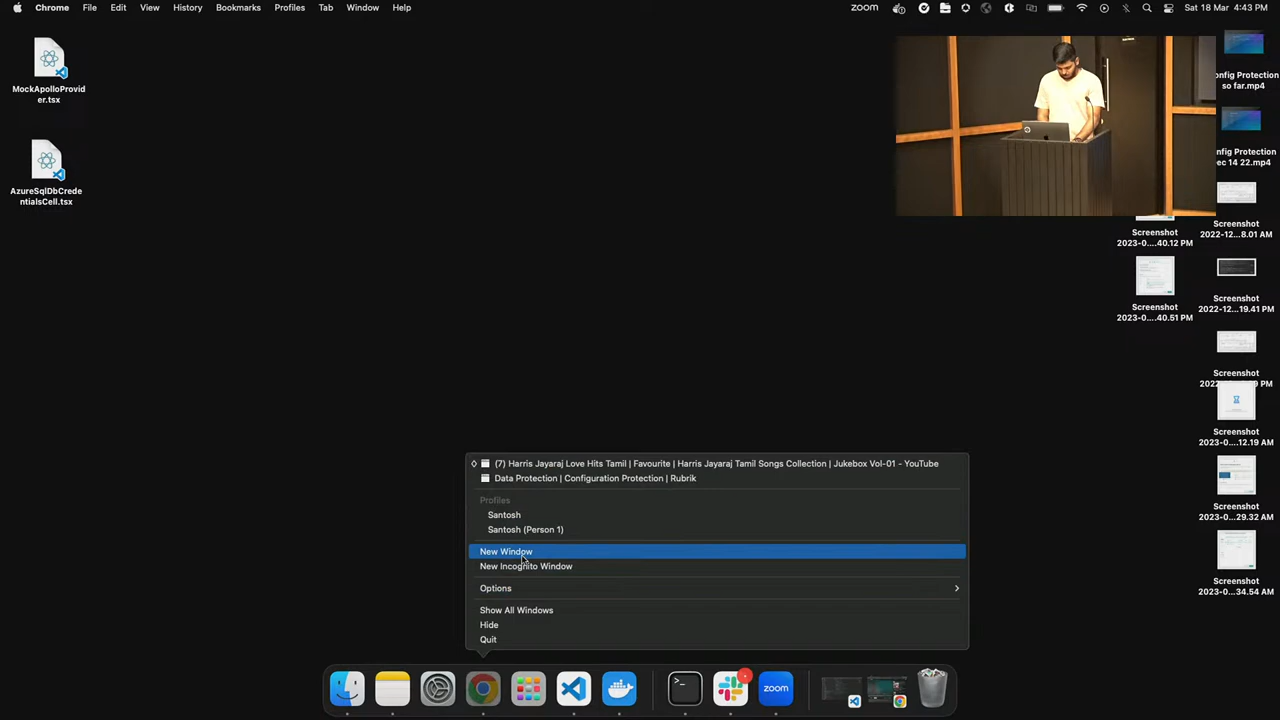 Chrome File Edit View History Bookmarks Profiles Tab Window Help
zoom Sat 18 Mar 4:43 PM
MockApolloProvid
er.tsx
AzureSqlDbCrede
ntialsCell.tsx
onfig Protection
so far.mp4
onfig Protection
ec 14 22.mp4
Screenshot
2023-0....40.12 PM
Screenshot
2022-12...8.01 AM
Screenshot
2023-0....40.51 PM
Screenshot
2022-12...19.41 PM
Screenshot
Screenshot
2023-0...12.19 AM
Screenshot
2023-0...29.32 AM
Screenshot
2023-0...34.54 AM
(7) Harris Jayaraj Love Hits Tamil | Favourite | Harris Jayaraj Tamil Songs Collection | Jukebox Vol-01 - YouTube
Data Protection | Configuration Protection | Rubrik
Profiles
Santosh
Santosh (Person 1)
New Window
New Incognito Window
Options
Show All Windows
Hide
Quit
zoom